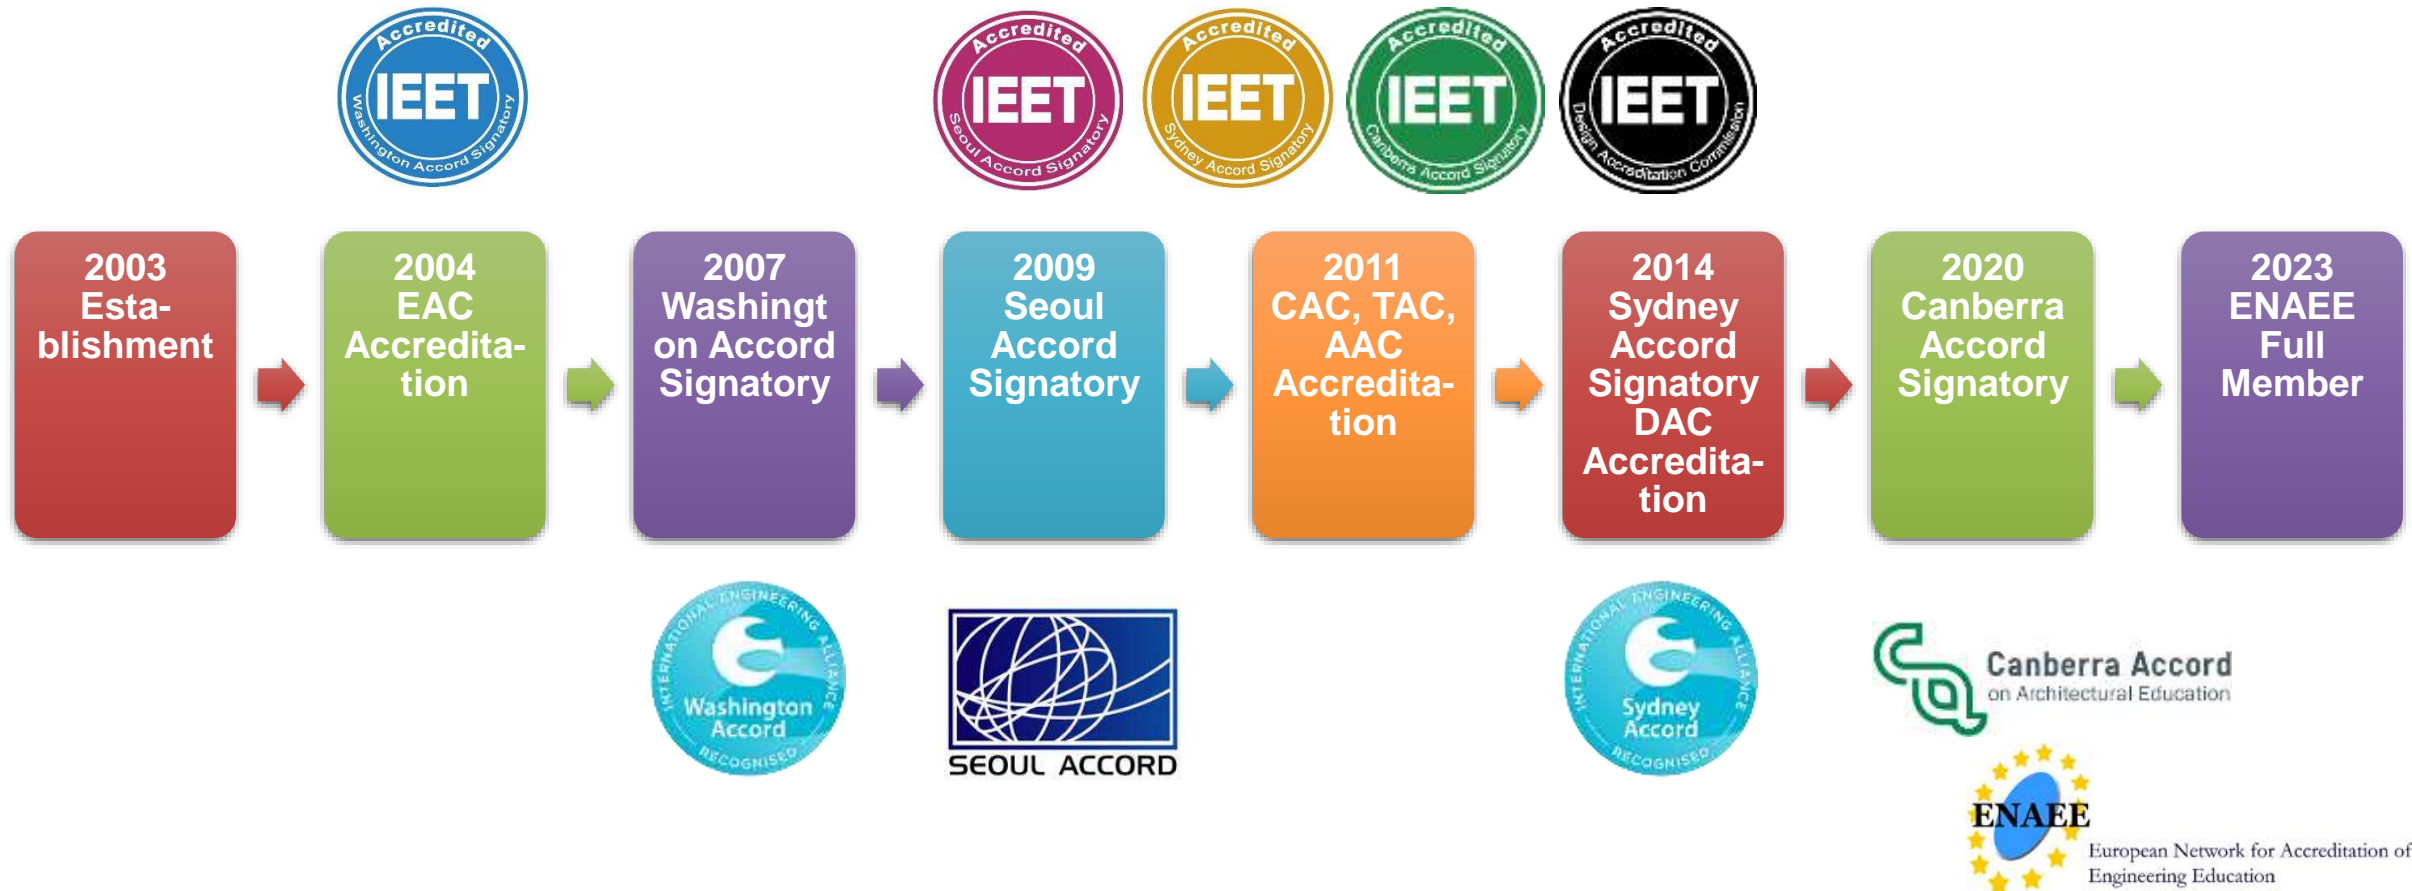 Accredited
IEET
Washington Accord Signatory
Accredited
IEET
Seoul Accord Signatory
Accredited
IEET
Sydney Accord Signatory
Accredited
IEET
Canberra Accord Signatory
Accredited
IEET
Design Accreditation Commission
2003
Esta-
blishment
2004
EAC
Accredita-
tion
2007
Washingt
on Accord
Signatory
2009
Seoul
Accord
Signatory
2011
CAC, TAC,
AAC
Accredita-
tion
2014
Sydney
Accord
Signatory
DAC
Accredita-
tion
2020
Canberra
Accord
Signatory
2023
ENAEE
Full
Member
INTERNATIONAL ENGINEERING ALLIANCE
Washington
Accord
RECOGNISED
SEOUL ACCORD
INTERNATIONAL ENGINEERING ALLIANCE
Sydney
Accord
RECOGNISED
Canberra Accord
on Architectural Education
ENAEE
European Network for Accreditation of
Engineering Education